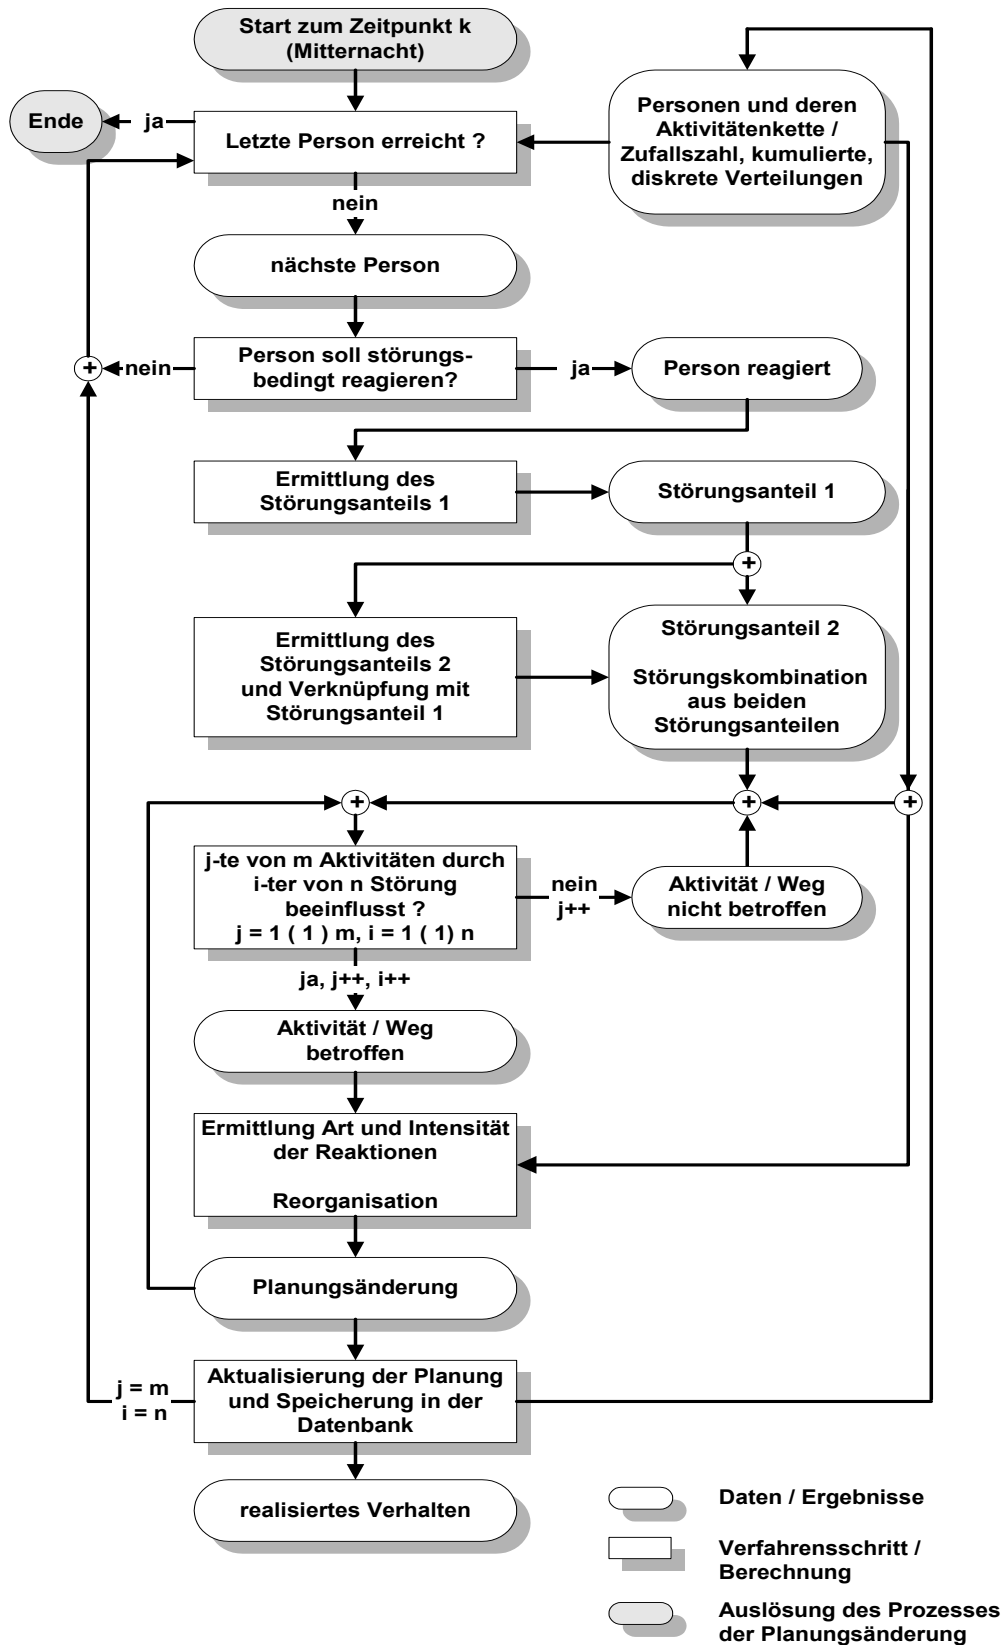 Start zum Zeitpunkt k
(Mitternacht)
Personen und deren
Aktivitätenkette /
Zufallszahl, kumulierte,
diskrete Verteilungen
Ende
ja
Letzte Person erreicht ?
nein
nächste Person
Person soll störungs-
bedingt reagieren?
+
nein
ja
Person reagiert
Ermittlung des
Störungsanteils 1
Störungsanteil 1
+
Ermittlung des
Störungsanteils 2
und Verknüpfung mit
Störungsanteil 1
Störungsanteil 2
Störungskombination
aus beiden
Störungsanteilen
+
+
+
j-te von m Aktivitäten durch
i-ter von n Störung
beeinflusst ?
j = 1 ( 1 ) m, i = 1 ( 1) n
nein
j++
Aktivität / Weg
nicht betroffen
ja, j++, i++
Aktivität / Weg
betroffen
Ermittlung Art und Intensität
der Reaktionen
Reorganisation
Planungsänderung
j = m
i = n
Aktualisierung der Planung
und Speicherung in der
Datenbank
realisiertes Verhalten
Daten / Ergebnisse
Verfahrensschritt /
Berechnung
Auslösung des Prozesses
der Planungsänderung